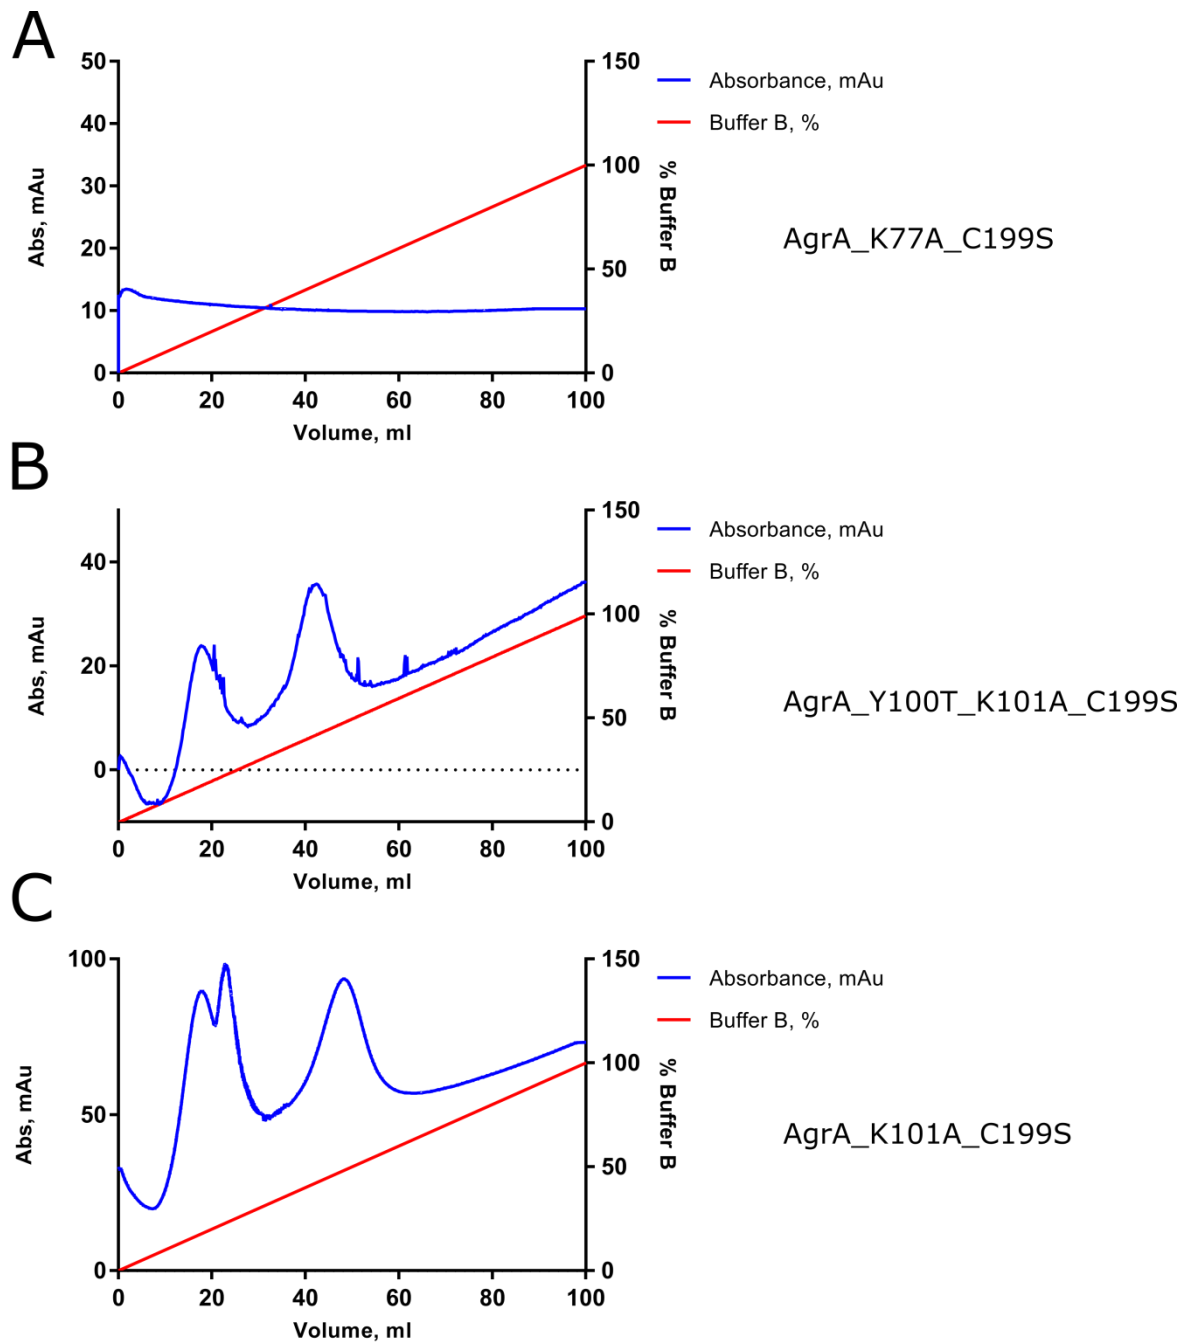 A
50
40
30
20
10
0
Abs, mAu
0
20
40
60
80
100
Volume, ml
150
100
50
0
% Buffer B
Absorbance, mAu
Buffer B, %
AgrA_K77A_C199S
B
40
20
0
Abs, mAu
0
20
40
60
80
100
Volume, ml
150
100
50
0
% Buffer B
Absorbance, mAu
Buffer B, %
AgrA_Y100T_K101A_C199S
C
100
50
0
Abs, mAu
0
20
40
60
80
100
Volume, ml
150
100
50
0
% Buffer B
Absorbance, mAu
Buffer B, %
AgrA_K101A_C199S